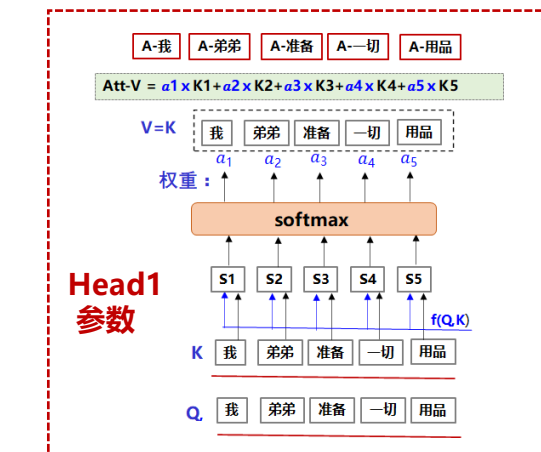 A-我 A-弟弟 A-准备 A-一切 A-用品
Att-V = a1 x K1+a2 x K2+a3 x K3+a4 x K4+a5 x K5
V=K 我 弟弟 准备 一切 用品
权重： a1 a2 a3 a4 a5
softmax
Head1
参数
S1 S2 S3 S4 S5
f(Q,K)
K 我 弟弟 准备 一切 用品
Q, 我 弟弟 准备 一切 用品